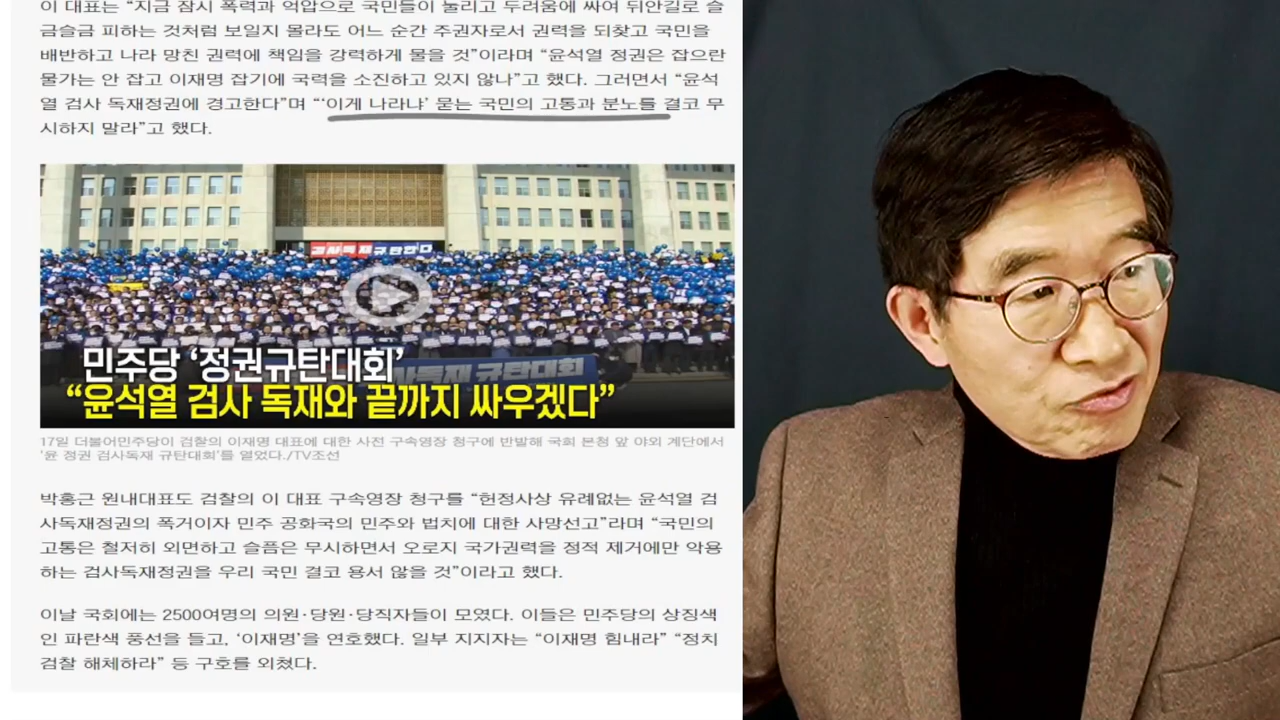 이 대표는 “지금 잠시 폭력과 억압으로 국민들이 눌리고 두려움에 싸여 뒤안길로 슬
금슬금 피하는 것처럼 보일지 몰라도 어느 순간 주권자로서 권력을 되찾고 국민을
배반하고 나라 망친 권력에 책임을 강력하게 물을 것”이라며 “윤석열 정권은 잡으란
물가는 안 잡고 이재명 잡기에 국력을 소진하고 있지 않나”고 했다. 그러면서 “윤석
열 검사 독재정권에 경고한다”며 “‘이게 나라냐’ 묻는 국민의 고통과 분노를 결코 무
시하지 말라”고 했다.
검사독재 규탄한다
검사독재 규탄대회
민주당 ‘정권규탄대회’
“윤석열 검사 독재와 끝까지 싸우겠다”
17일 더불어민주당이 검찰의 이재명 대표에 대한 사전 구속영장 청구에 반발해 국회 본청 앞 야외 계단에서
‘윤 정권 검사독재 규탄대회’를 열었다./TV조선
박홍근 원내대표도 검찰의 이 대표 구속영장 청구를 “헌정사상 유례없는 윤석열 검
사독재정권의 폭거이자 민주 공화국의 민주와 법치에 대한 사망선고”라며 “국민의
고통은 철저히 외면하고 슬픔은 무시하면서 오로지 국가권력을 정적 제거에만 악용
하는 검사독재정권을 우리 국민 결코 용서 않을 것”이라고 했다.
이날 국회에는 2500여명의 의원·당원·당직자들이 모였다. 이들은 민주당의 상징색
인 파란색 풍선을 들고, ‘이재명’을 연호했다. 일부 지지자는 “이재명 힘내라” “정치
검찰 해체하라” 등 구호를 외쳤다.